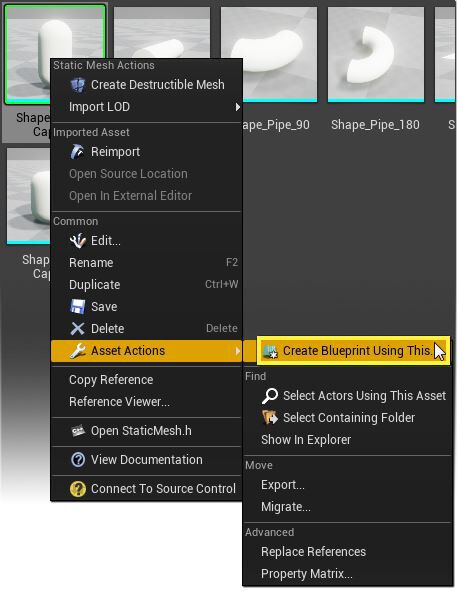 Shape_
Cap
ape_Pipe_90
Shape_Pipe_180
S
Shap
Cap
Static Mesh Actions
Create Destructible Mesh
Import LOD
Imported Asset
Reimport
Open Source Location
Open In External Editor
Common
Edit...
Rename F2
Duplicate Ctrl+W
Save
Delete Delete
Asset Actions
Copy Reference
Reference Viewer...
Open StaticMesh.h
View Documentation
Connect To Source Control
Create Blueprint Using This.
Find
Select Actors Using This Asset
Select Containing Folder
Show In Explorer
Move
Export...
Migrate...
Advanced
Replace References
Property Matrix...